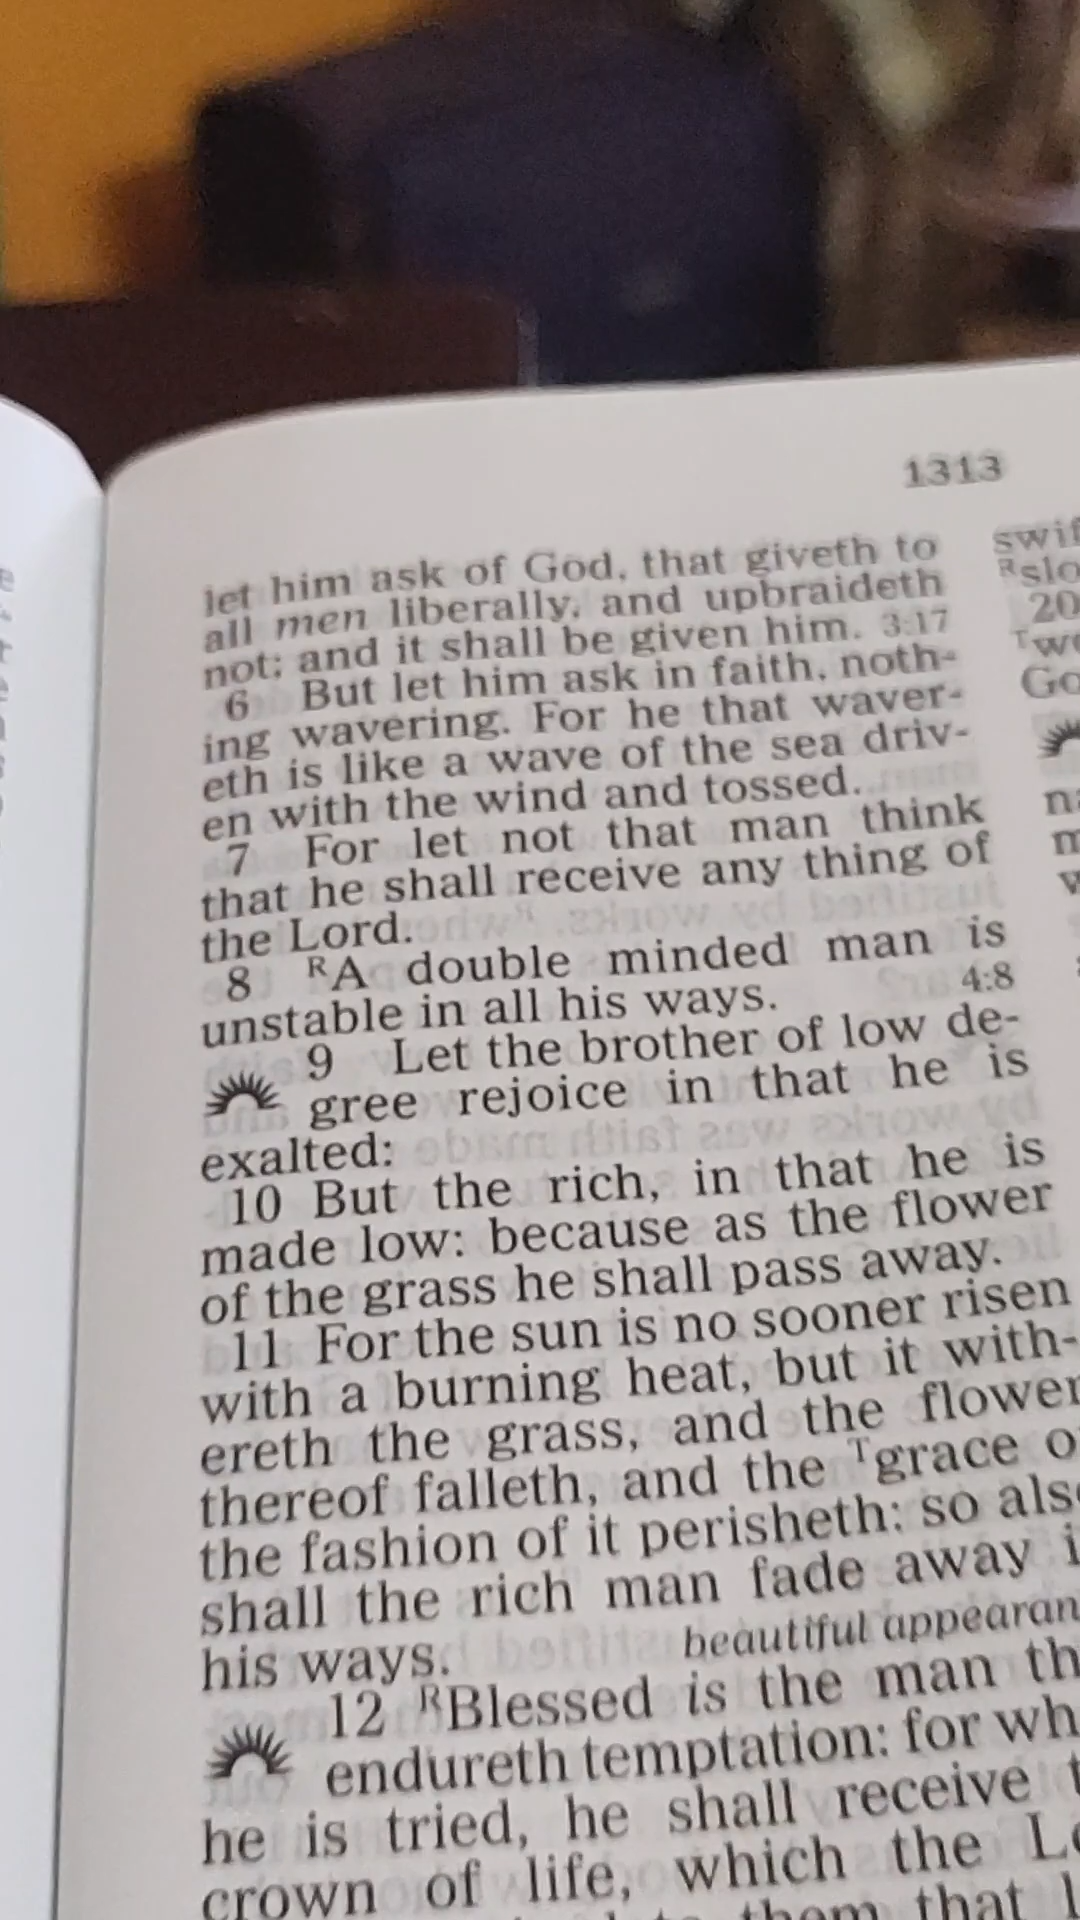 1313
let him ask of God, that giveth to
all men liberally, and upbraideth
not; and it shall be given him. 3:17
6 But let him ask in faith, noth-
ing wavering. For he that waver-
eth is like a wave of the sea driv-
en with the wind and tossed.
7 For let not that man think
that he shall receive any thing of
the Lord.
8 RA double minded man is
unstable in all his ways. 4:8
9 Let the brother of low de-
gree rejoice in that he is
exalted:
10 But the rich, in that he is
made low: because as the flower
of the grass he shall pass away.
11 For the sun is no sooner risen
with a burning heat, but it with-
ereth the grass, and the flower
thereof falleth, and the Tgrace
the fashion of it perisheth: so
shall the rich man fade away
his ways. beautiful
12 RBlessed is the man
endureth temptation: for
he is tried, he shall receive
crown of life, which the
them that
20